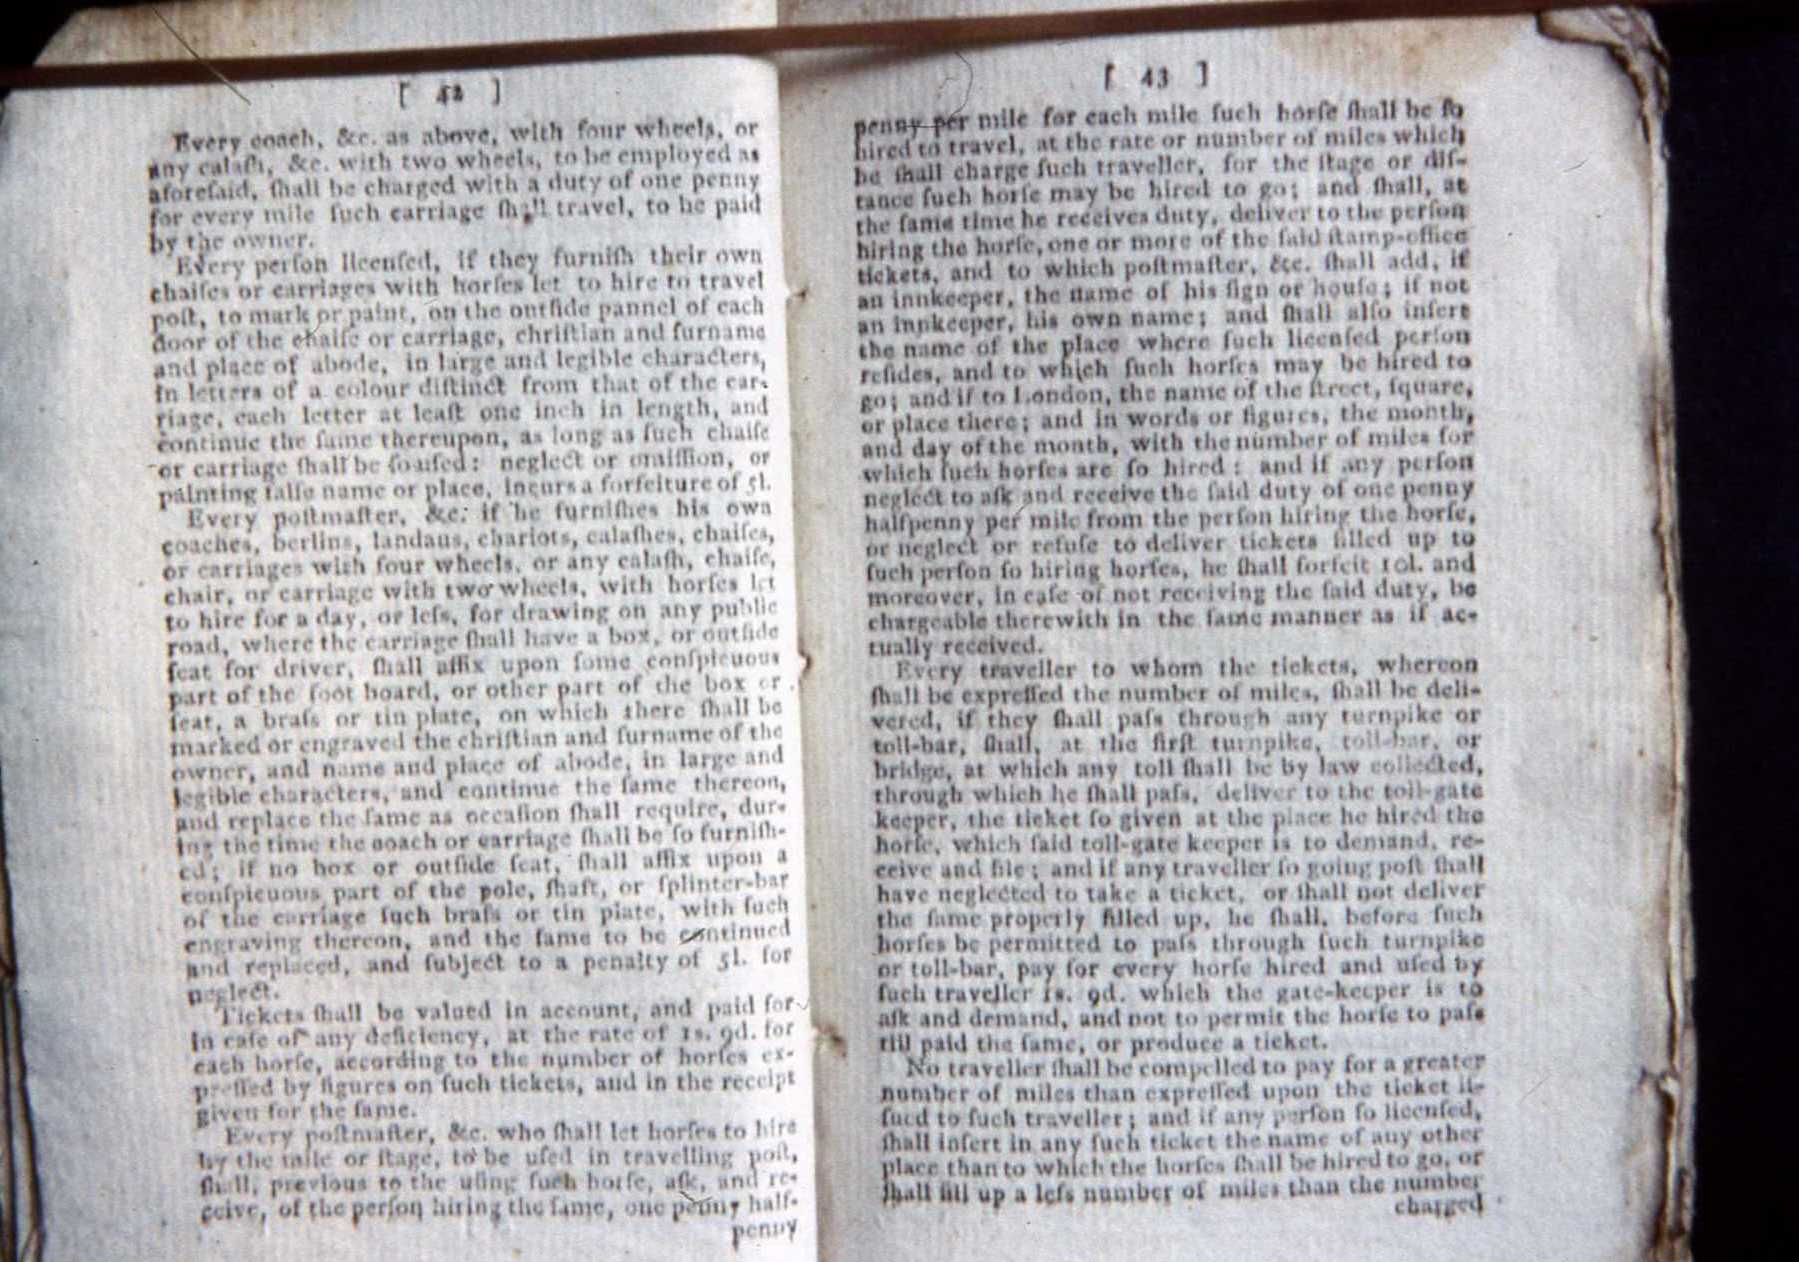 [ 42 ]
Every coach, &c. as above, with four wheels, or
any calaſh, &c. with two wheels, to be employed as
aforeſaid, ſhall be charged with a duty of one penny
for every mile ſuch carriage ſhall travel, to be paid
by the owner.
Every perſon licenſed, if they furniſh their own
chaiſes or carriages with horſes let to hire to travel
poſt, to mark or paint, on the outſide pannel of each
door of the chaiſe or carriage, chriſtian and ſurname
and place of abode, in large and legible characters,
in letters of a colour diſtinct from that of the car-
riage, each letter at leaſt one inch in length, and
continue the ſame thereupon, as long as ſuch chaiſe
or carriage ſhall be ſo uſed: neglect or omiſſion, or
painting falſe name or place, incurs a forfeiture of 5l.
Every poſtmaſter, &c. if he furniſhes his own
coaches, berlins, landaus, chariots, calaſhes, chaiſes,
or carriages with four wheels, or any calaſh, chaiſe,
chair, or carriage with two wheels, with horſes let
to hire for a day, or leſs, for drawing on any public
road, where the carriage ſhall have a box, or outſide
ſeat for driver, ſhall affix upon ſome conſpicuous
part of the foot board, or other part of the box or
ſeat, a braſs or tin plate, on which there ſhall be
marked or engraved the chriſtian and ſurname of the
owner, and name and place of abode, in large and
legible characters, and continue the ſame thereon,
and replace the ſame as occaſion ſhall require, dur-
ing the time the coach or carriage ſhall be ſo furniſh-
ed; if no box or outſide ſeat, ſhall affix upon a
conſpicuous part of the pole, ſhaft, or ſplinter-bar
of the carriage ſuch braſs or tin plate, with ſuch
engraving thereon, and the ſame to be continued
and replaced, and ſubject to a penalty of 5l. for
neglect.
Tickets ſhall be valued in account, and paid for
in caſe of any deficiency, at the rate of 1s. 9d. for
each horſe, according to the number of horſes ex-
preſſed by figures on ſuch tickets, and in the receipt
given for the ſame.
Every poſtmaſter, &c. who ſhall let horſes to hire
by the mile or ſtage, to be uſed in travelling poſt,
ſhall, previous to the uſing ſuch horſe, aſk, and re-
ceive, of the perſon hiring the ſame, one penny half-
penny
[ 43 ]
penny per mile for each mile ſuch horſe ſhall be ſo
hired to travel, at the rate or number of miles which
he ſhall charge ſuch traveller, for the ſtage or diſ-
tance ſuch horſe may be hired to go; and ſhall, at
the ſame time he receives duty, deliver to the perſon
hiring the horſe, one or more of the ſaid ſtamp-office
tickets, and to which poſtmaſter, &c. ſhall add, if
an innkeeper, the name of his ſign or houſe; if not
an innkeeper, his own name; and ſhall alſo inſert
the name of the place where ſuch licenſed perſon
reſides, and to which ſuch horſes may be hired to
go; and if to London, the name of the ſtreet, ſquare,
or place there; and in words or figures, the month,
and day of the month, with the number of miles for
which ſuch horſes are ſo hired: and if any perſon
neglect to aſk and receive the ſaid duty of one penny
halfpenny per mile from the perſon hiring the horſe,
or neglect or refuſe to deliver tickets filled up to
ſuch perſon ſo hiring horſes, he ſhall forfeit 10l. and
moreover, in caſe of not receiving the ſaid duty, be
chargeable therewith in the ſame manner as if ac-
tually received.
Every traveller to whom the tickets, whereon
ſhall be expreſſed the number of miles, ſhall be deli-
vered, if they ſhall paſs through any turnpike or
toll-bar, ſhall, at the firſt turnpike, toll-bar, or
bridge, at which any toll ſhall be by law collected,
through which he ſhall paſs, deliver to the toll-gate
keeper, the ticket ſo given at the place he hired the
horſe, which ſaid toll-gate keeper is to demand, re-
ceive and file; and if any traveller ſo going poſt ſhall
have neglected to take a ticket, or ſhall not deliver
the ſame properly filled up, he ſhall, before ſuch
horſes be permitted to paſs through ſuch turnpike
or toll-bar, pay for every horſe hired and uſed by
ſuch traveller 1s. 9d. which the gate-keeper is to
aſk and demand, and not to permit the horſe to paſs
till paid the ſame, or produce a ticket.
No traveller ſhall be compelled to pay for a greater
number of miles than expreſſed upon the ticket iſ-
ſued to ſuch traveller; and if any perſon ſo licenſed,
ſhall inſert in any ſuch ticket the name of any other
place than to which the horſes ſhall be hired to go, or
ſhall fill up a leſs number of miles than the number
charged